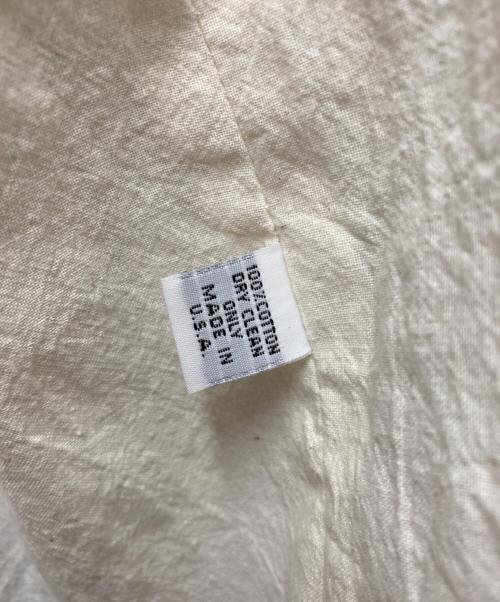 100% COTTON
DRY CLEAN
ONLY
MADE IN
U.S.A.